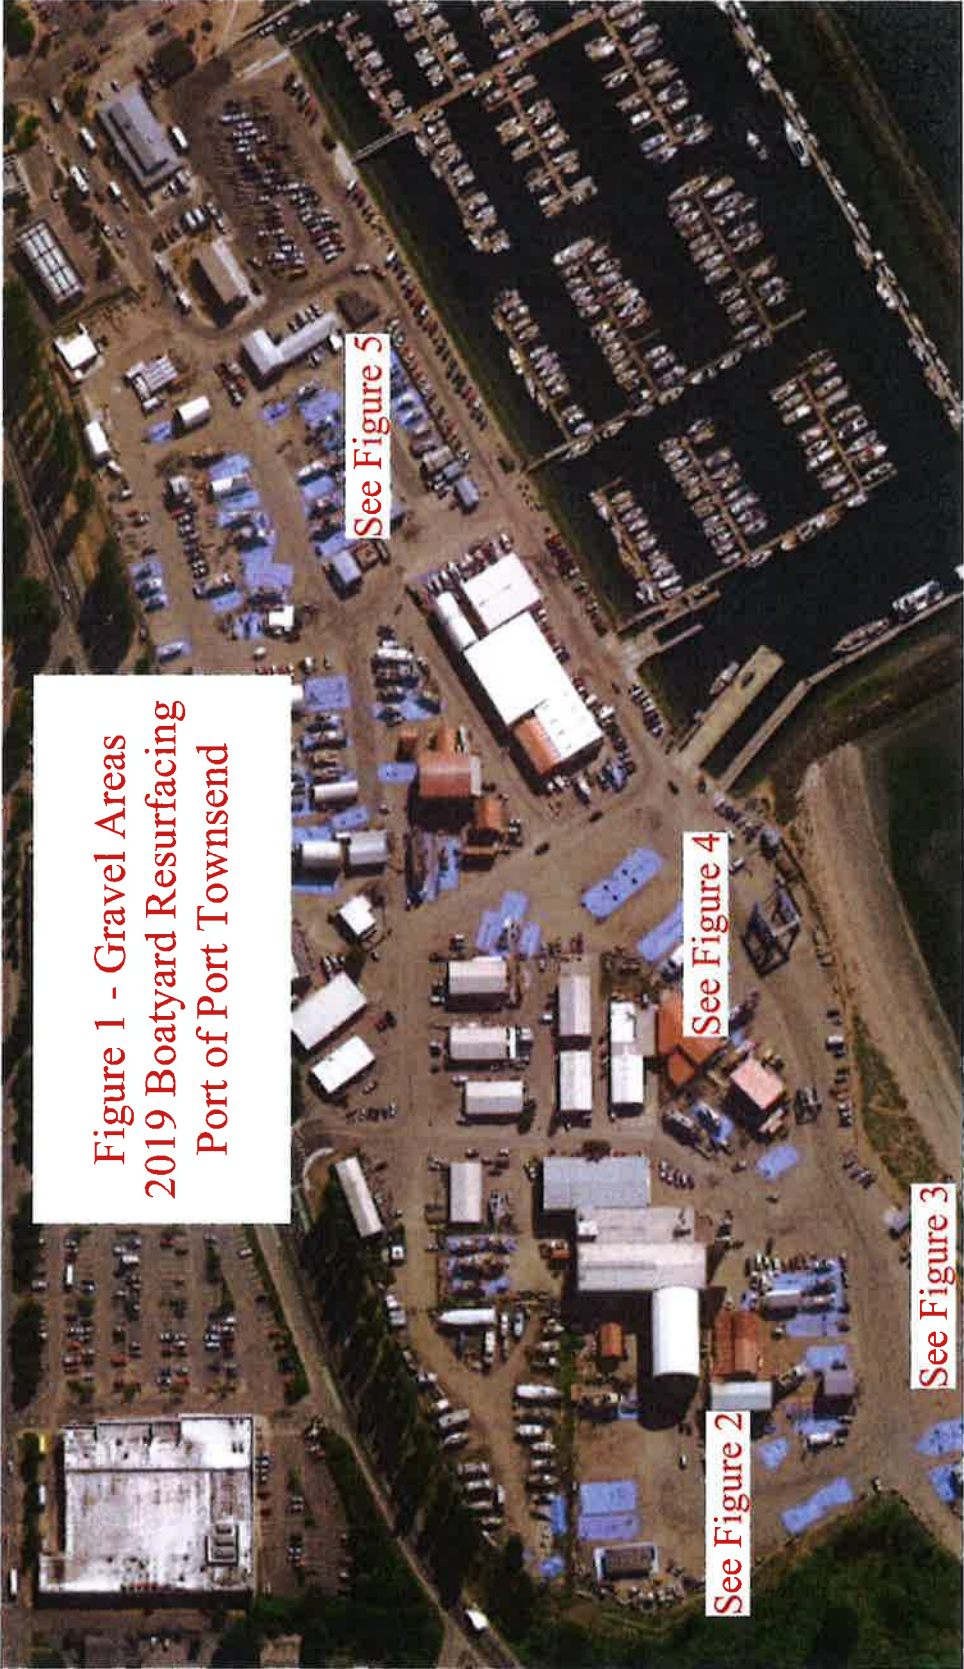 Figure 1 - Gravel Areas
2019 Boatyard Resurfacing
Port of Port Townsend
See Figure 2
See Figure 3
See Figure 4
See Figure 5